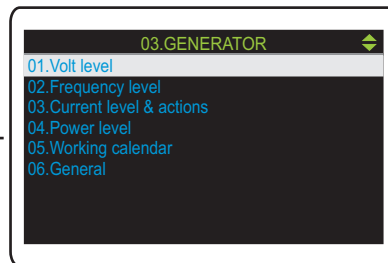 03.GENERATOR
01.Volt level
02.Frequency level
03.Current level & actions
04.Power level
05.Working calendar
06.General